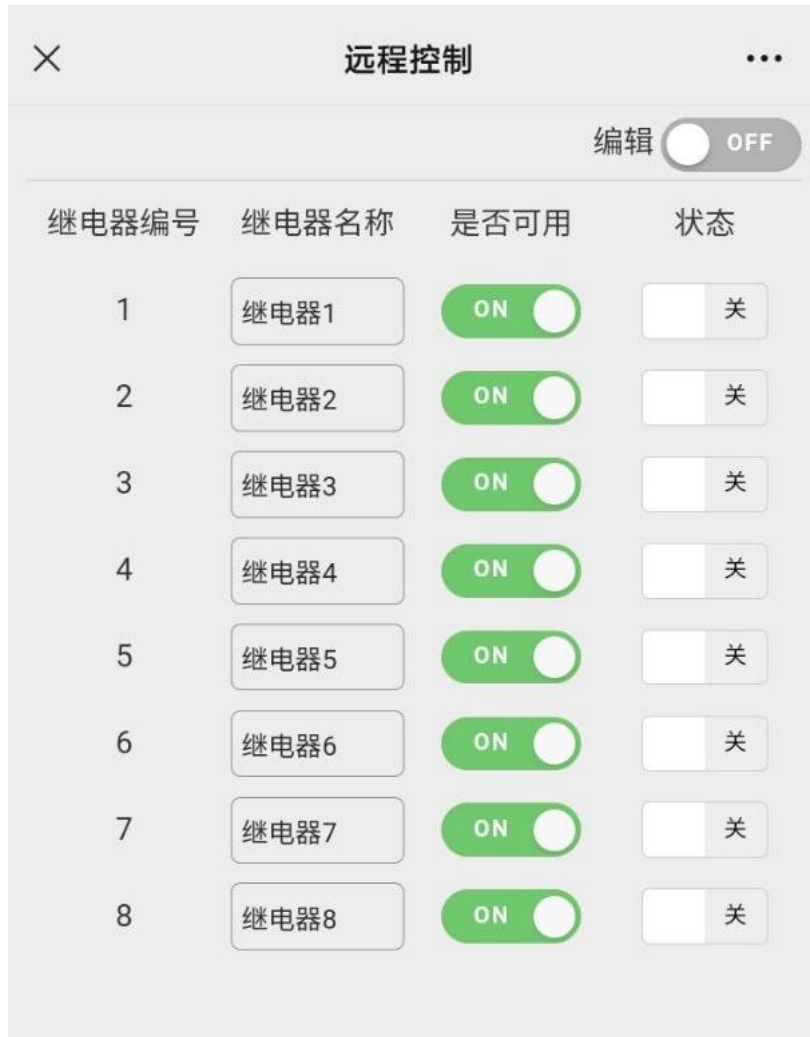 远程控制
编辑 OFF
继电器编号 继电器名称 是否可用 状态
1 继电器1 ON 关
2 继电器2 ON 关
3 继电器3 ON 关
4 继电器4 ON 关
5 继电器5 ON 关
6 继电器6 ON 关
7 继电器7 ON 关
8 继电器8 ON 关